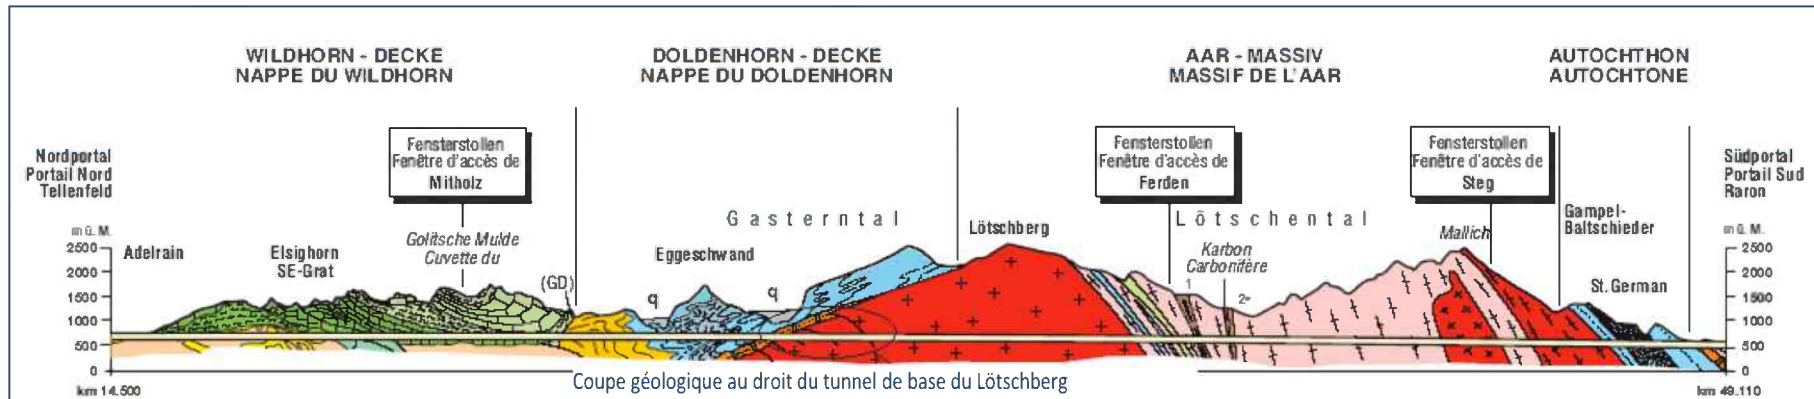 WILDHORN - DECKE
NAPPE DU WILDHORN
DOLDENHORN - DECKE
NAPPE DU DOLDENHORN
AAR - MASSIV
MASSIF DE L'AAR
AUTOCHTHON
AUTOCHTONE
Nordportal
Portail Nord
Tellenfeld
Fensterstollen
Fenêtre d'accès de
Mitholz
Fensterstollen
Fenêtre d'accès de
Ferden
Fensterstollen
Fenêtre d'accès de
Steg
Südportal
Portail Sud
Raron
Gasterntal
Lötschental
m ü. M.
2500
2000
1500
1000
500
0
Adelrain
Elsighorn
SE-Grat
Golitsche Mulde
Cuvette du
(GD)
q
Eggeschwand
q
Lötschberg
Karbon
Carbonifère
1
2
Mallich
Gampel-
Baltschieder
St. German
m ü. M.
2500
2000
1500
1000
500
0
km 14.500
Coupe géologique au droit du tunnel de base du Lötschberg
km 49.110